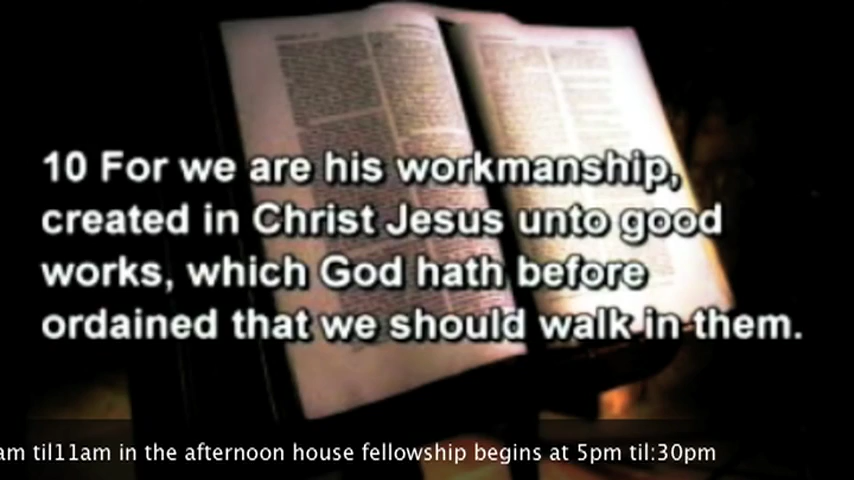 10 For we are his workmanship,
created in Christ Jesus unto good
works, which God hath before
ordained that we should walk in them.
am til11am in the afternoon house fellowship begins at 5pm til:30pm